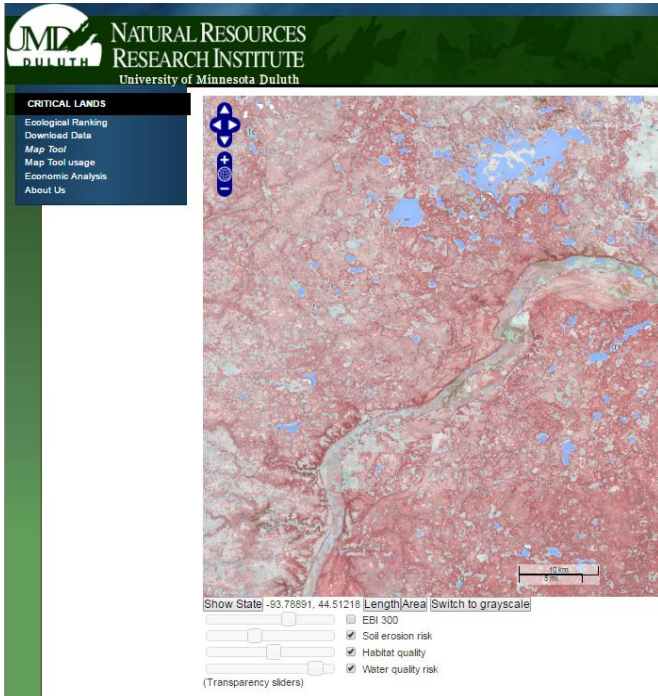 UMD
DULUTH
NATURAL RESOURCES
RESEARCH INSTITUTE
University of Minnesota Duluth
CRITICAL LANDS
Ecological Ranking
Download Data
Map Tool
Map Tool usage
Economic Analysis
About Us
10 km
5 mi
Show State -93.78891, 44.51218 Length Area Switch to grayscale
EBI 300
Soil erosion risk
Habitat quality
Water quality risk
(Transparency sliders)